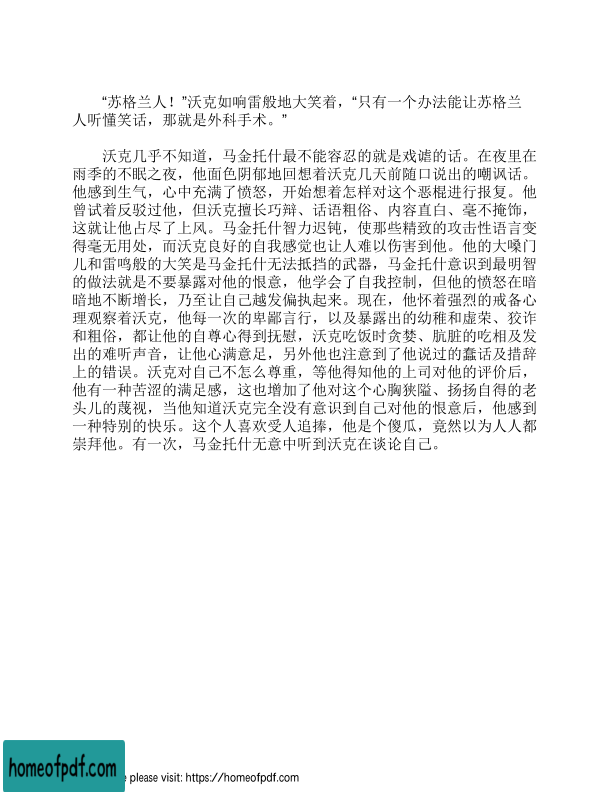 “苏格兰人！”沃克如响雷般地大笑着，“只有一个办法能让苏格兰
人听懂笑话，那就是外科手术。”
沃克几乎不知道，马金托什最不能容忍的就是戏谑的话。在夜里在
雨季的不眠之夜，他面色阴郁地回想着沃克几天前随口说出的嘲讽话。
他感到生气，心中充满了愤怒，开始想着怎样对这个恶棍进行报复。他
曾试着反驳过他，但沃克擅长巧辩、话语粗俗、内容直白、毫不掩饰，
这就让他占尽了上风。马金托什智力迟钝，使那些精致的攻击性语言变
得毫无用处，而沃克良好的自我感觉也让人难以伤害到他。他的大嗓门
儿和雷鸣般的大笑是马金托什无法抵挡的武器，马金托什意识到最明智
的做法就是不要暴露对他的恨意，他学会了自我控制，但他的愤怒在暗
暗地不断增长，乃至让自己越发偏执起来。现在，他怀着强烈的戒备心
理观察着沃克，他每一次的卑鄙言行，以及暴露出的幼稚和虚荣、狡诈
和粗俗，都让他的自尊心得到抚慰，沃克吃饭时贪婪、肮脏的吃相及发
出的难听声音，让他心满意足，另外他也注意到了他说过的蠢话及措辞
上的错误。沃克对自己不怎么尊重，等他得知他的上司对他的评价后，
他有一种苦涩的满足感，这也增加了他对这个心胸狭隘、扬扬自得的老
头儿的蔑视，当他知道沃克完全没有意识到自己对他的恨意后，他感到
一种特别的快乐。这个人喜欢受人追捧，他是个傻瓜，竟然以为人人都
崇拜他。有一次，马金托什无意中听到沃克在谈论自己。
homeofpdf.com
please visit: https://homeofpdf.com